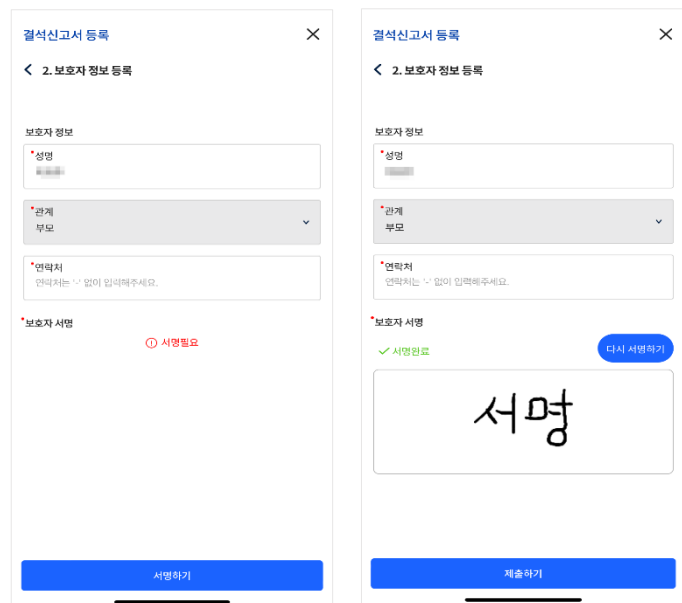 결석신고서 등록
2. 보호자 정보 등록
보호자 정보
*성명
*관계
부모
*연락처
연락처는 '-' 없이 입력해주세요.
*보호자 서명
서명필요
서명하기
결석신고서 등록
2. 보호자 정보 등록
보호자 정보
*성명
*관계
부모
*연락처
연락처는 '-' 없이 입력해주세요.
*보호자 서명
서명완료
다시 서명하기
서명
제출하기